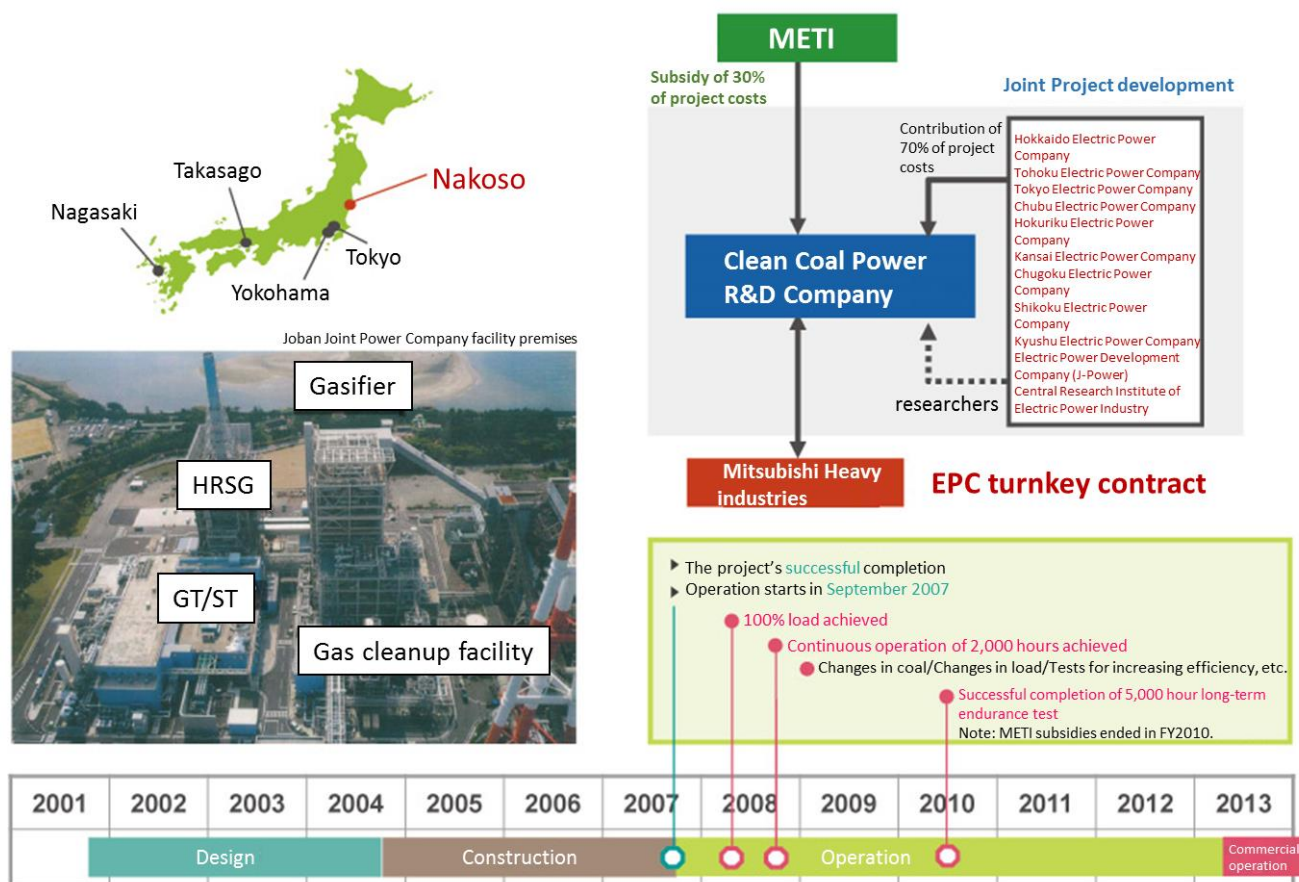 METI
Subsidy of 30%
of project costs
Joint Project development
Contribution of
70% of project
costs
Hokkaido Electric Power
Company
Tohoku Electric Power Company
Tokyo Electric Power Company
Chubu Electric Power Company
Hokuriku Electric Power
Company
Kansai Electric Power Company
Chugoku Electric Power
Company
Shikoku Electric Power
Company
Kyushu Electric Power Company
Electric Power Development
Company (J-Power)
Central Research Institute of
Electric Power Industry
Clean Coal Power
R&D Company
researchers
Mitsubishi Heavy
industries
EPC turnkey contract
Takasago
Nakoso
Nagasaki
Tokyo
Yokohama
Joban Joint Power Company facility premises
Gasifier
HRSG
GT/ST
Gas cleanup facility
The project's successful completion
Operation starts in September 2007
100% load achieved
Continuous operation of 2,000 hours achieved
Changes in coal/Changes in load/Tests for increasing efficiency, etc.
Successful completion of 5,000 hour long-term
endurance test
Note: METI subsidies ended in FY2010.
2001 2002 2003 2004 2005 2006 2007 2008 2009 2010 2011 2012 2013
Design Construction Operation Commercial
operation